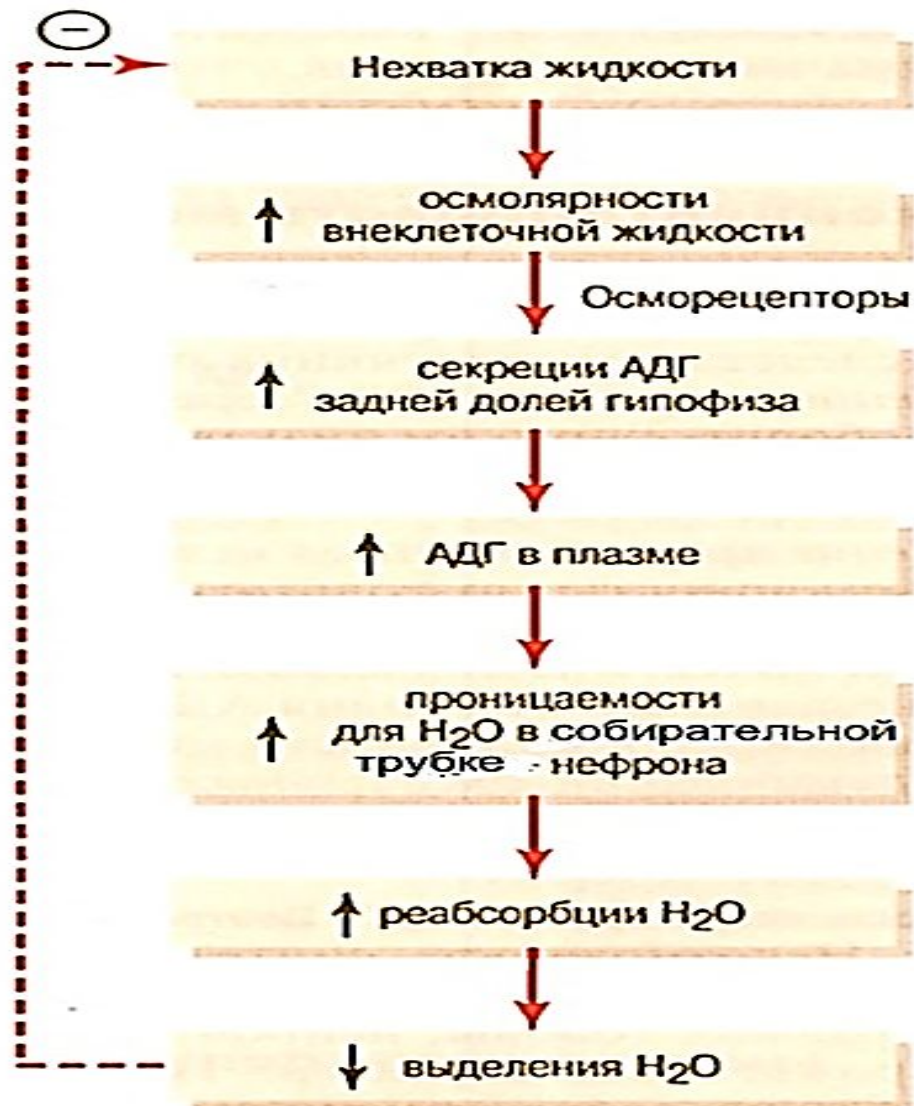 −
Нехватка жидкости
↑ осмолярности
внеклеточной жидкости
Осморецепторы
↑ секреции АДГ
задней долей гипофиза
↑ АДГ в плазме
проницаемости
↑ для H₂O в собирательной
трубке нефрона
↑ реабсорбции H₂O
↓ выделения H₂O